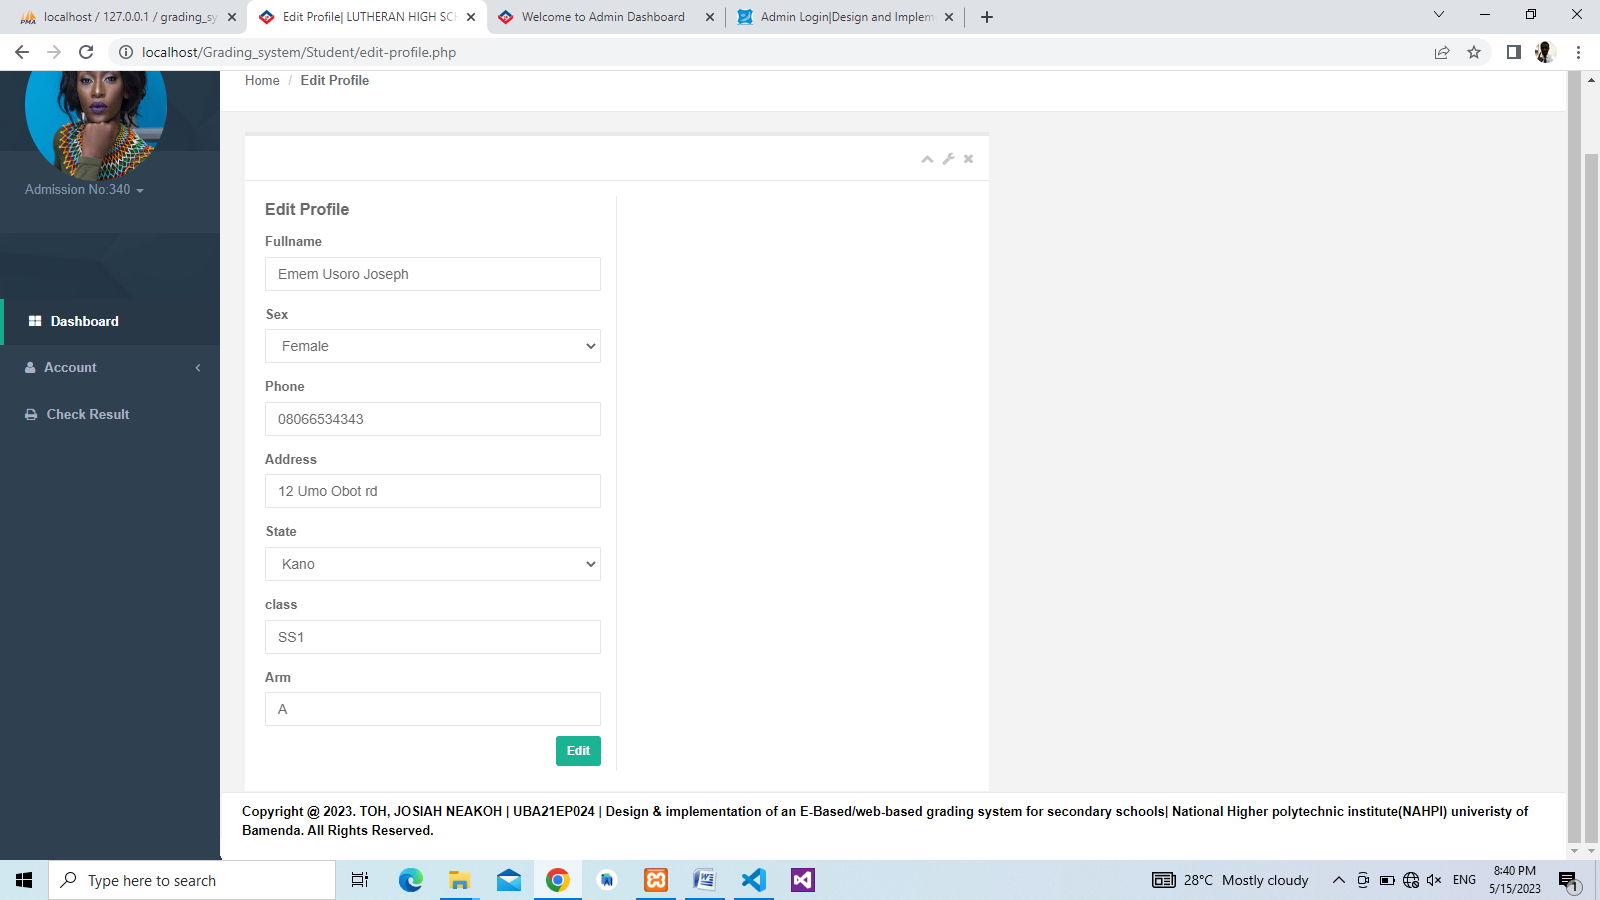 localhost / 127.0.0.1 / grading_sy
Edit Profile| LUTHERAN HIGH SCH
Welcome to Admin Dashboard
Admin Login|Design and Implem
localhost/Grading_system/Student/edit-profile.php
Home / Edit Profile
Admission No:340
Dashboard
Account
Check Result
Edit Profile
Fullname
Emem Usoro Joseph
Sex
Female
Phone
08066534343
Address
12 Umo Obot rd
State
Kano
class
SS1
Arm
A
Edit
Copyright @ 2023. TOH, JOSIAH NEAKOH | UBA21EP024 | Design & implementation of an E-Based/web-based grading system for secondary schools| National Higher polytechnic institute(NAHPI) univeristy of
Bamenda. All Rights Reserved.
Type here to search
28°C Mostly cloudy
ENG
8:40 PM
5/15/2023
1